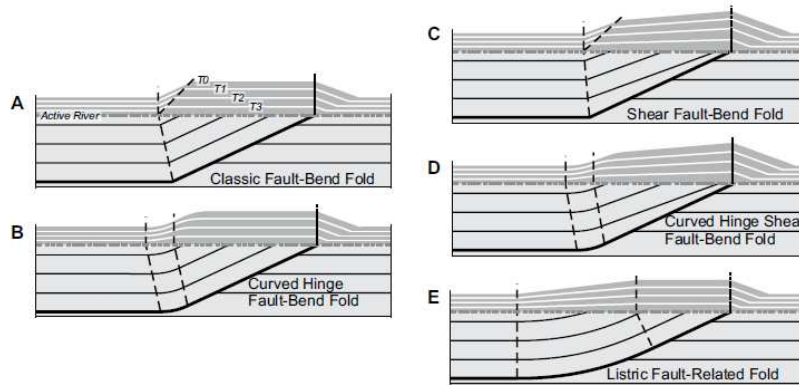 A
T0
T1
T2
T3
Active River
Classic Fault-Bend Fold
B
Curved Hinge
Fault-Bend Fold
C
Shear Fault-Bend Fold
D
Curved Hinge Shea
Fault-Bend Fold
E
Listric Fault-Related Fold